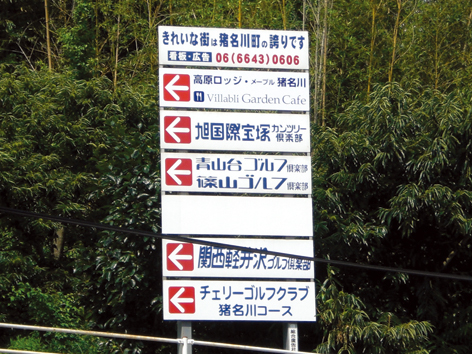 きれいな街は猪名川町の誇りです
看板・広告 06(6643)0606
高原ロッジ・メープル猪名川
Villabli Garden Cafe
旭国際宝塚カンツリー倶楽部
青山台ゴルフ倶楽部
篠山ゴルフ倶楽部
関西軽井沢ゴルフ倶楽部
チェリーゴルフクラブ
猪名川コース